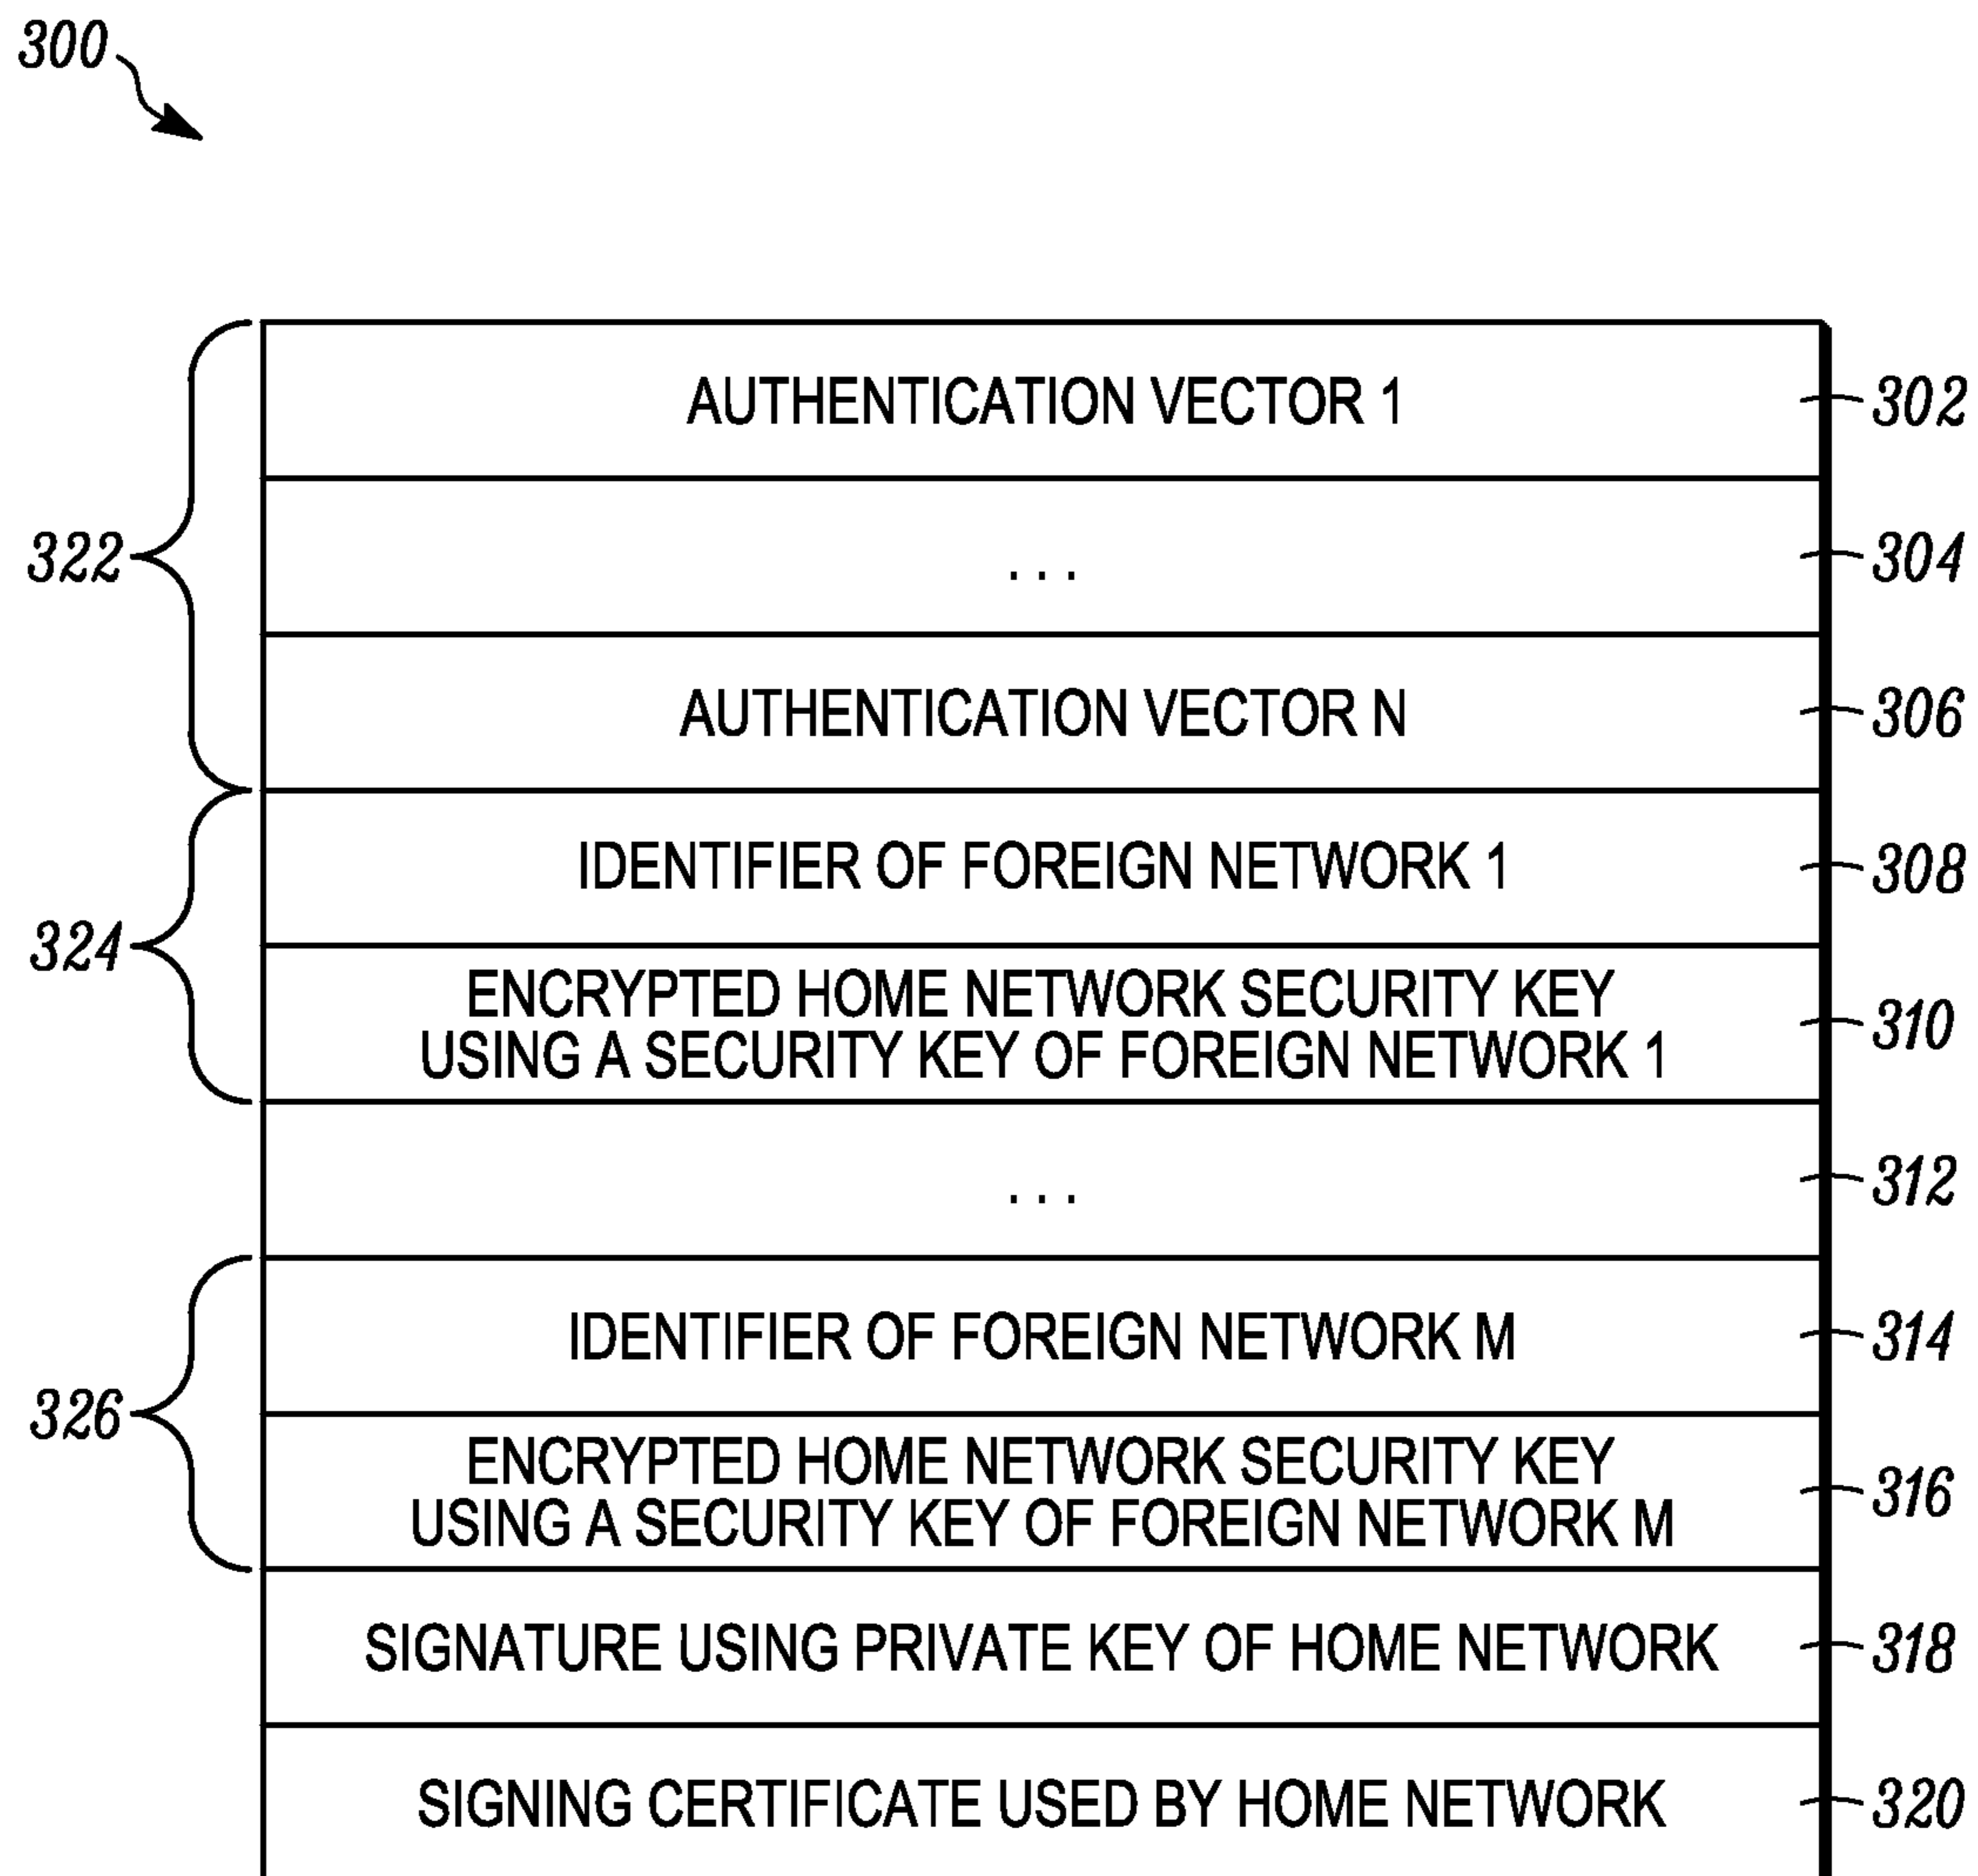 300
AUTHENTICATION VECTOR 1
302
322
. . .
304
AUTHENTICATION VECTOR N
306
IDENTIFIER OF FOREIGN NETWORK 1
308
324
ENCRYPTED HOME NETWORK SECURITY KEY
USING A SECURITY KEY OF FOREIGN NETWORK 1
310
. . .
312
IDENTIFIER OF FOREIGN NETWORK M
314
326
ENCRYPTED HOME NETWORK SECURITY KEY
USING A SECURITY KEY OF FOREIGN NETWORK M
316
SIGNATURE USING PRIVATE KEY OF HOME NETWORK
318
SIGNING CERTIFICATE USED BY HOME NETWORK
320